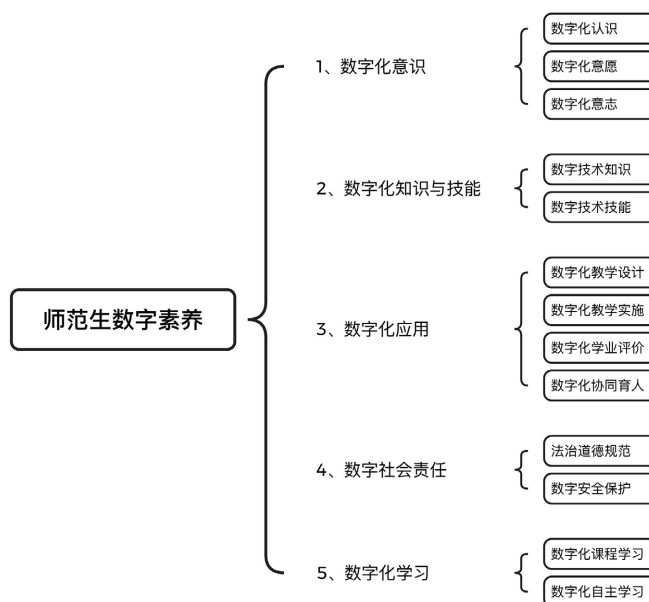 师范生数字素养
1、数字化意识
数字化认识
数字化意愿
数字化意志
2、数字化知识与技能
数字技术知识
数字技术技能
3、数字化应用
数字化教学设计
数字化教学实施
数字化学业评价
数字化协同育人
4、数字社会责任
法治道德规范
数字安全保护
5、数字化学习
数字化课程学习
数字化自主学习